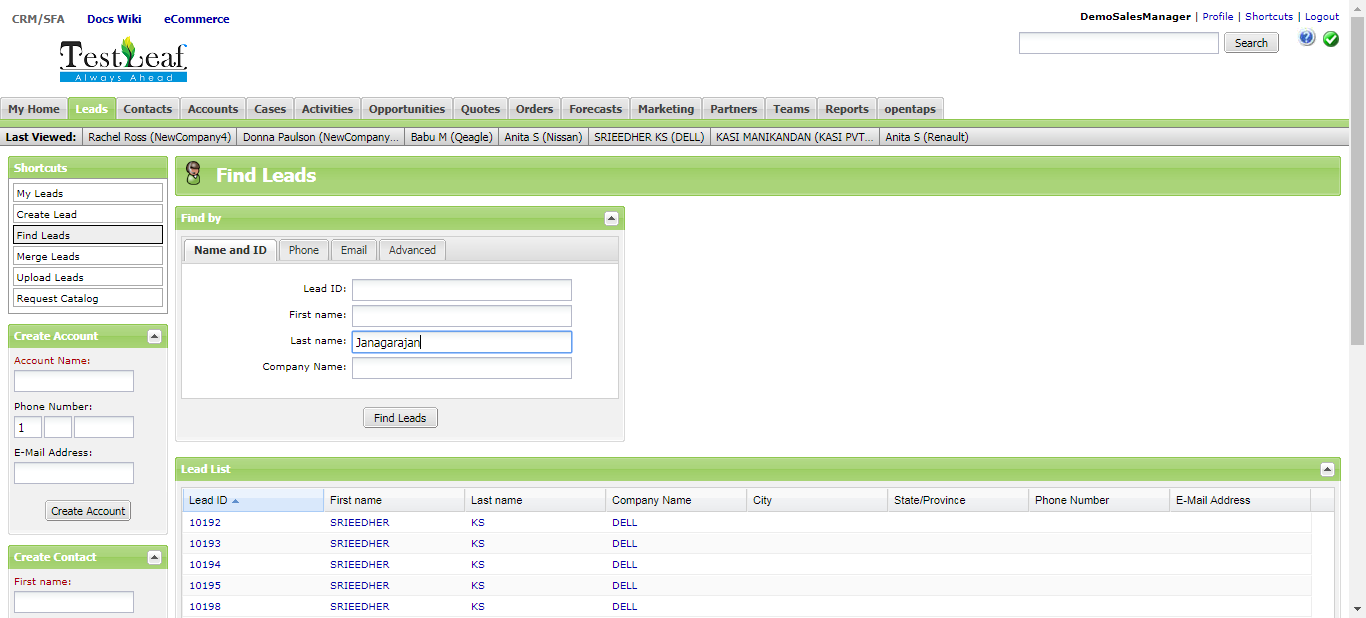 CRM/SFA Docs Wiki eCommerce
DemoSalesManager | Profile | Shortcuts | Logout
TestLeaf
Always Ahead
Search
My Home Leads Contacts Accounts Cases Activities Opportunities Quotes Orders Forecasts Marketing Partners Teams Reports opentaps
Last Viewed: Rachel Ross (NewCompany4) Donna Paulson (NewCompany... Babu M (Qeagle) Anita S (Nissan) SRIEEDHER KS (DELL) KASI MANIKANDAN (KASI PVT... Anita S (Renault)
Shortcuts
My Leads
Create Lead
Find Leads
Merge Leads
Upload Leads
Request Catalog
Create Account
Account Name:
Phone Number:
1
E-Mail Address:
Create Account
Create Contact
First name:
Find Leads
Find by
Name and ID Phone Email Advanced
Lead ID:
First name:
Last name: Janagarajan
Company Name:
Find Leads
Lead List
Lead ID First name Last name Company Name City State/Province Phone Number E-Mail Address
10192 SRIEEDHER KS DELL
10193 SRIEEDHER KS DELL
10194 SRIEEDHER KS DELL
10195 SRIEEDHER KS DELL
10198 SRIEEDHER KS DELL